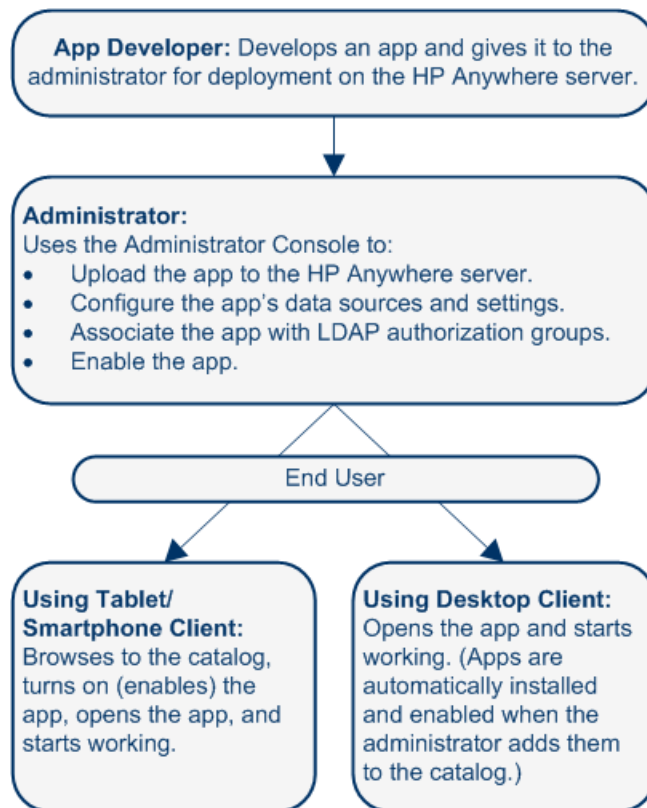 App Developer: Develops an app and gives it to the
administrator for deployment on the HP Anywhere server.
Administrator:
Uses the Administrator Console to:
• Upload the app to the HP Anywhere server.
• Configure the app's data sources and settings.
• Associate the app with LDAP authorization groups.
• Enable the app.
End User
Using Tablet/
Smartphone Client:
Browses to the catalog,
turns on (enables) the
app, opens the app, and
starts working.
Using Desktop Client:
Opens the app and starts
working. (Apps are
automatically installed
and enabled when the
administrator adds them
to the catalog.)